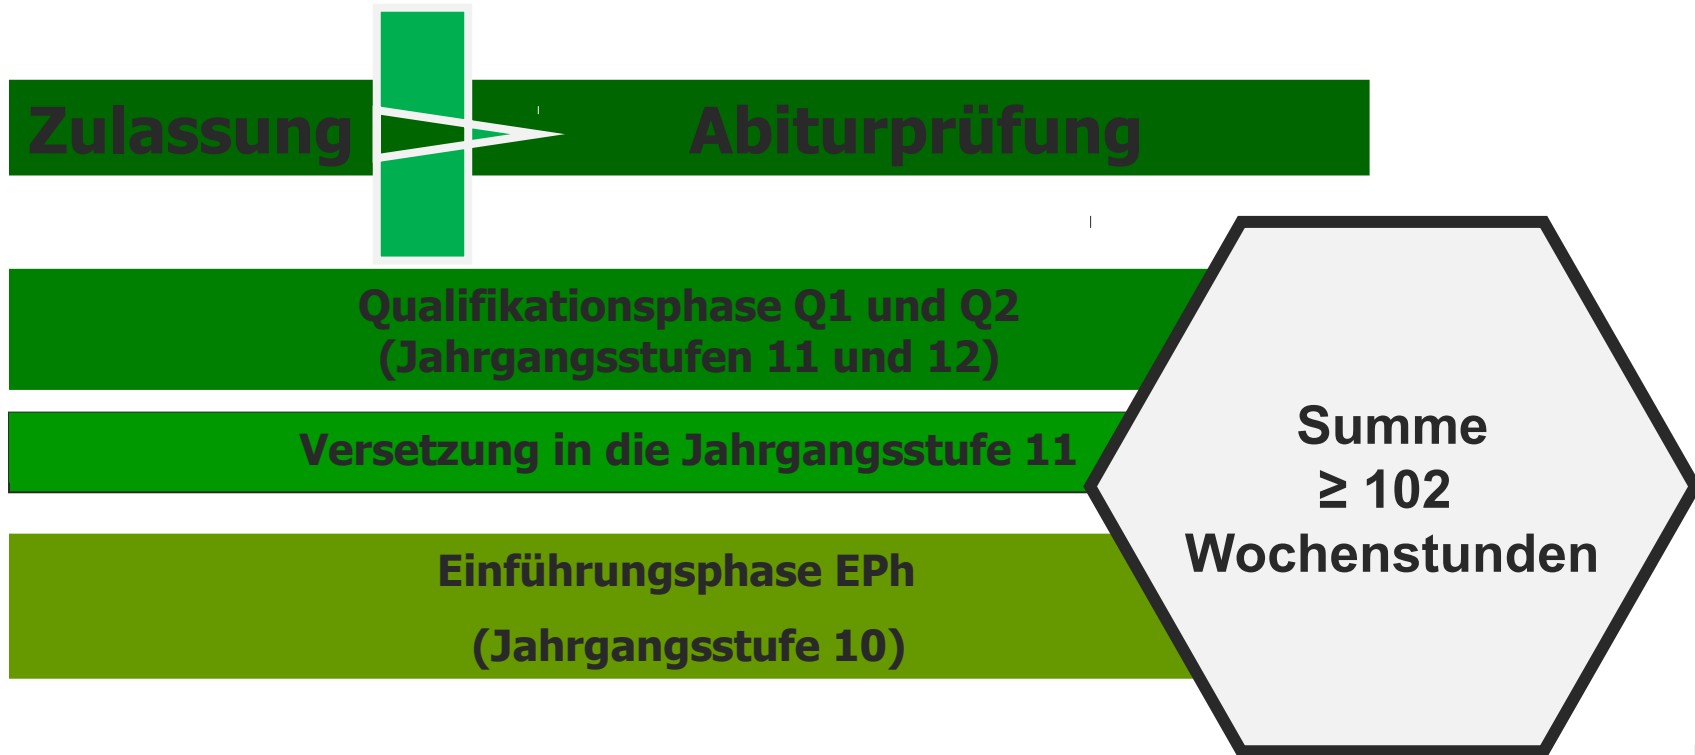 Zulassung
Abiturprüfung
Qualifikationsphase Q1 und Q2
(Jahrgangsstufen 11 und 12)
Versetzung in die Jahrgangsstufe 11
Einführungsphase EPh
(Jahrgangsstufe 10)
Summe
≥ 102
Wochenstunden